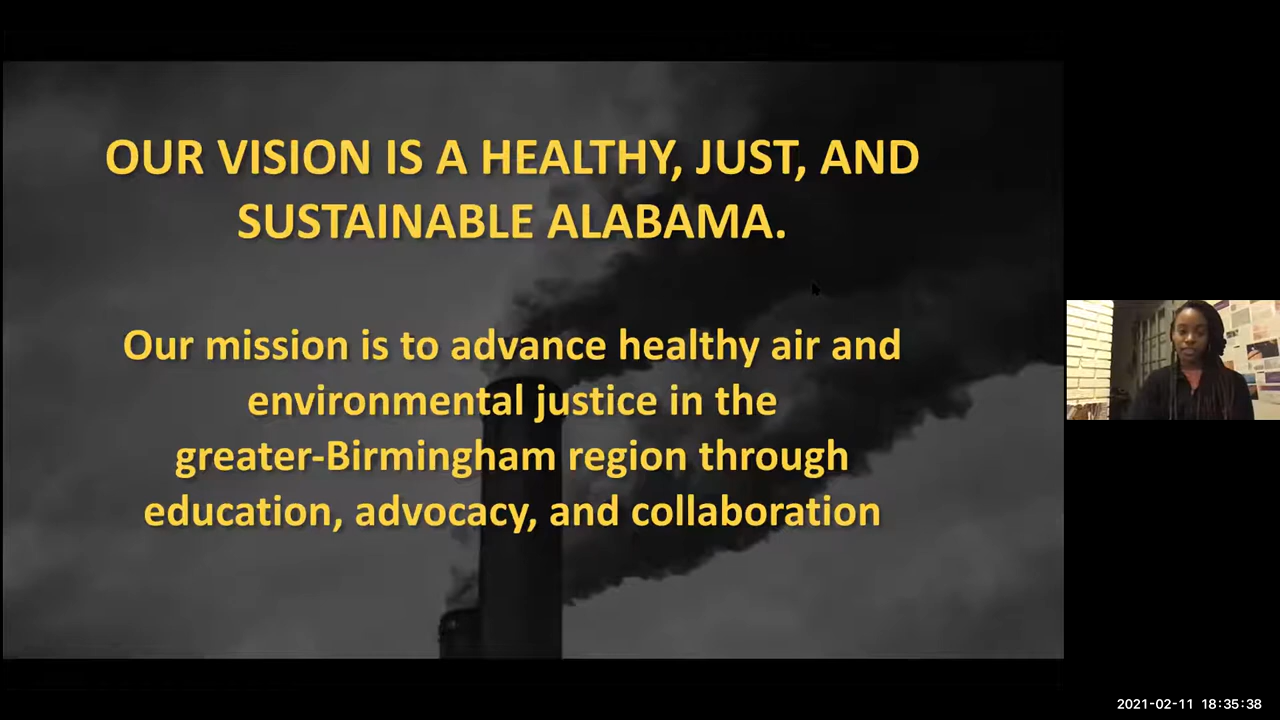 OUR VISION IS A HEALTHY, JUST, AND
SUSTAINABLE ALABAMA.
Our mission is to advance healthy air and
environmental justice in the
greater-Birmingham region through
education, advocacy, and collaboration
2021-02-11 18:35:38